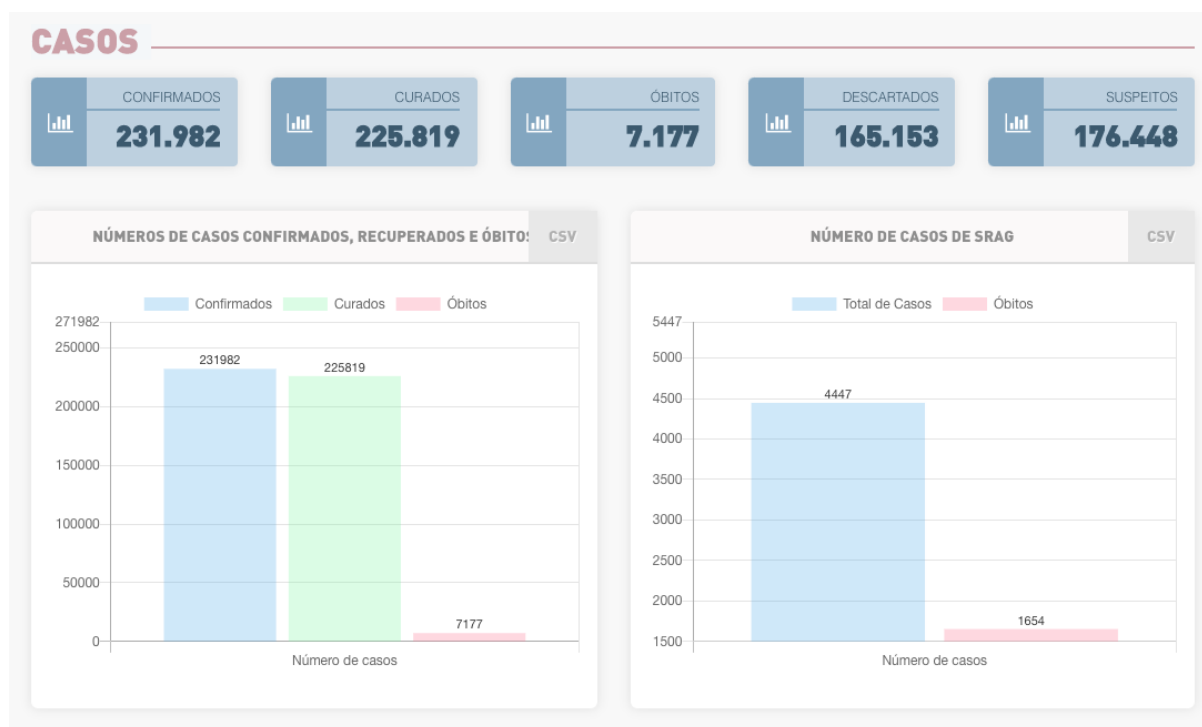 CASOS
CONFIRMADOS
231.982
CURADOS
225.819
ÓBITOS
7.177
DESCARTADOS
165.153
SUSPEITOS
176.448
NÚMEROS DE CASOS CONFIRMADOS, RECUPERADOS E ÓBITOS
CSV
Confirmados Curados Óbitos
271982
250000
200000
150000
100000
50000
0
231982
225819
7177
Número de casos
NÚMERO DE CASOS DE SRAG
CSV
Total de Casos Óbitos
5447
5000
4500
4000
3500
3000
2500
2000
1500
4447
1654
Número de casos